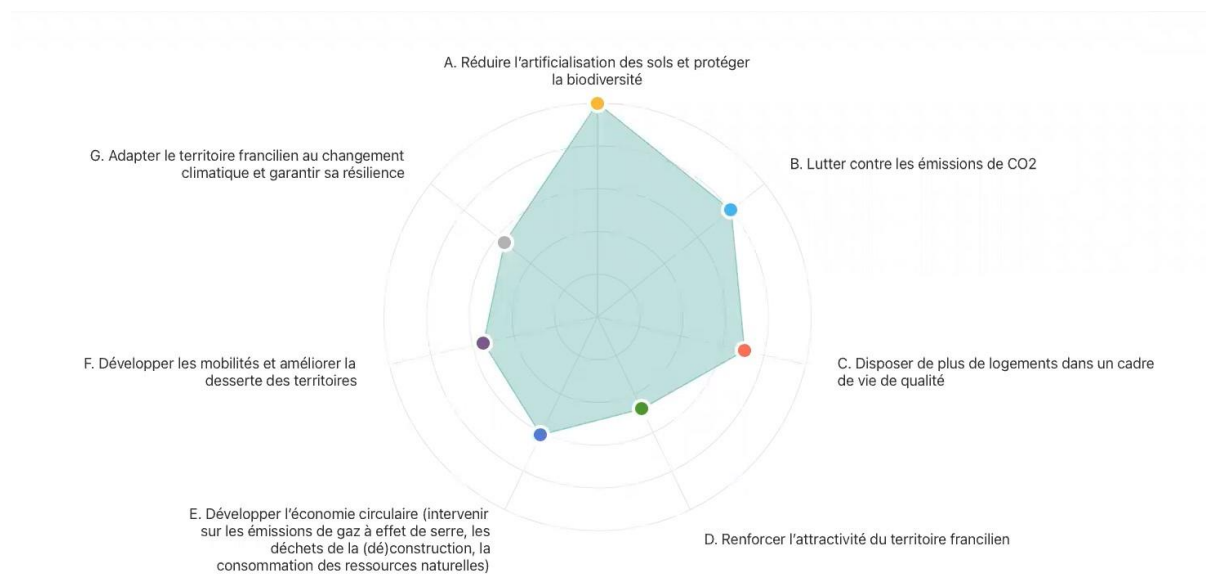 A. Réduire l’artificialisation des sols et protéger
la biodiversité
G. Adapter le territoire francilien au changement
climatique et garantir sa résilience
B. Lutter contre les émissions de CO2
F. Développer les mobilités et améliorer la
desserte des territoires
C. Disposer de plus de logements dans un cadre
de vie de qualité
E. Développer l’économie circulaire (intervenir
sur les émissions de gaz à effet de serre, les
déchets de la (dé)construction, la
consommation des ressources naturelles)
D. Renforcer l’attractivité du territoire francilien